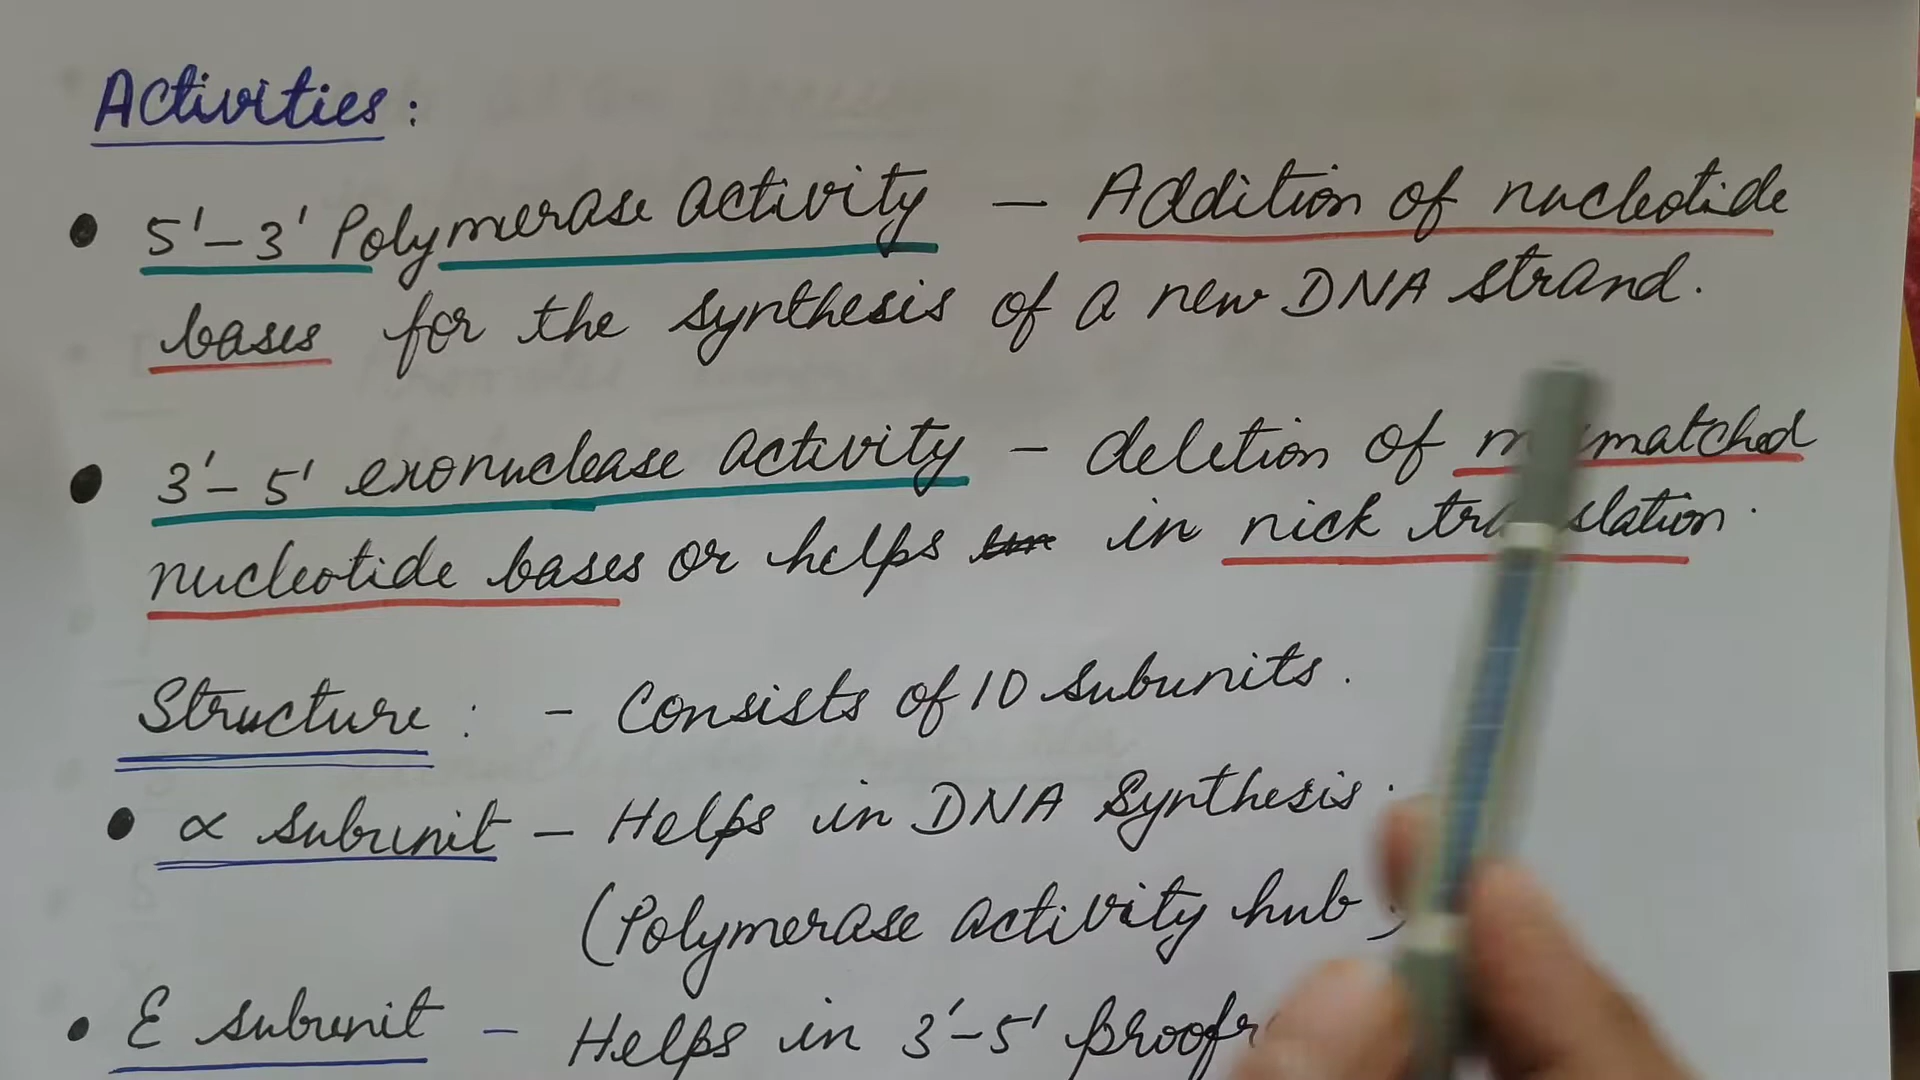 Activities:
• 5'-3' Polymerase activity - Addition of nucleotide
bases for the synthesis of a new DNA strand.
• 3'-5' exonuclease activity - deletion of
nucleotide bases or helps in nick
Structure: - Consists of 10 subunits.
• α subunit - Helps in DNA Synthesis.
(Polymerase activity hub)
• ε subunit - Helps in 3'-5'